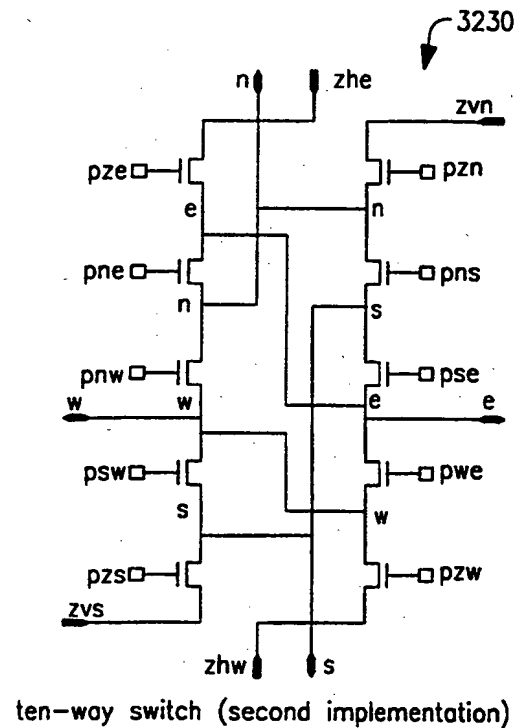 3230
n zhe
zvn
pze pzn
e n
pne pns
n s
pnw pse
w w e e
psw pwe
s w
pzs pzw
zvs
zhw s
ten-way switch (second implementation)